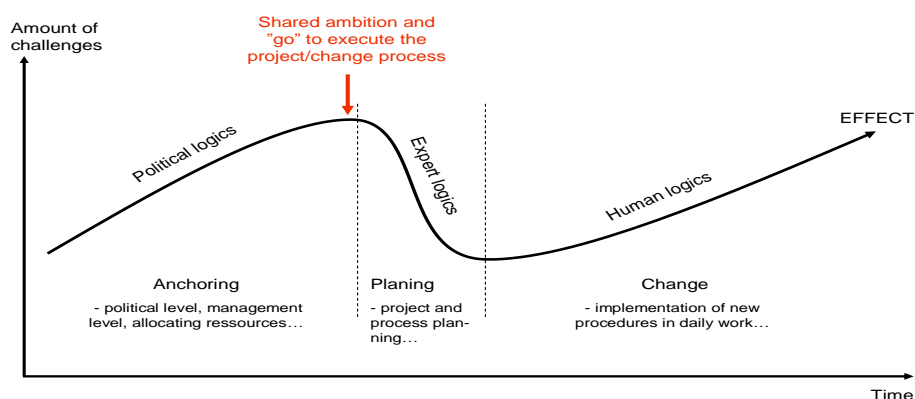 Shared ambition and
”go” to execute the
project/change process
Amount of
challenges
EFFECT
Political logics
Expert logics
Human logics
Anchoring
- political level, management
level, allocating ressources…
Planing
- project and
process plan-
ning…
Change
- implementation of new
procedures in daily work…
Time